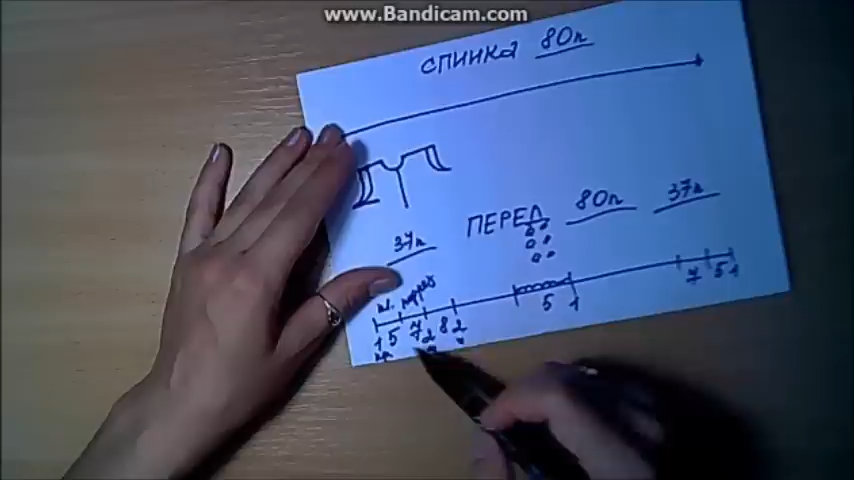 www.Bandicam.com
СПИНКА 80п
ПЕРЕД 80п 37п
37п
5 1 7 5 1
1 5 7 2 8 2